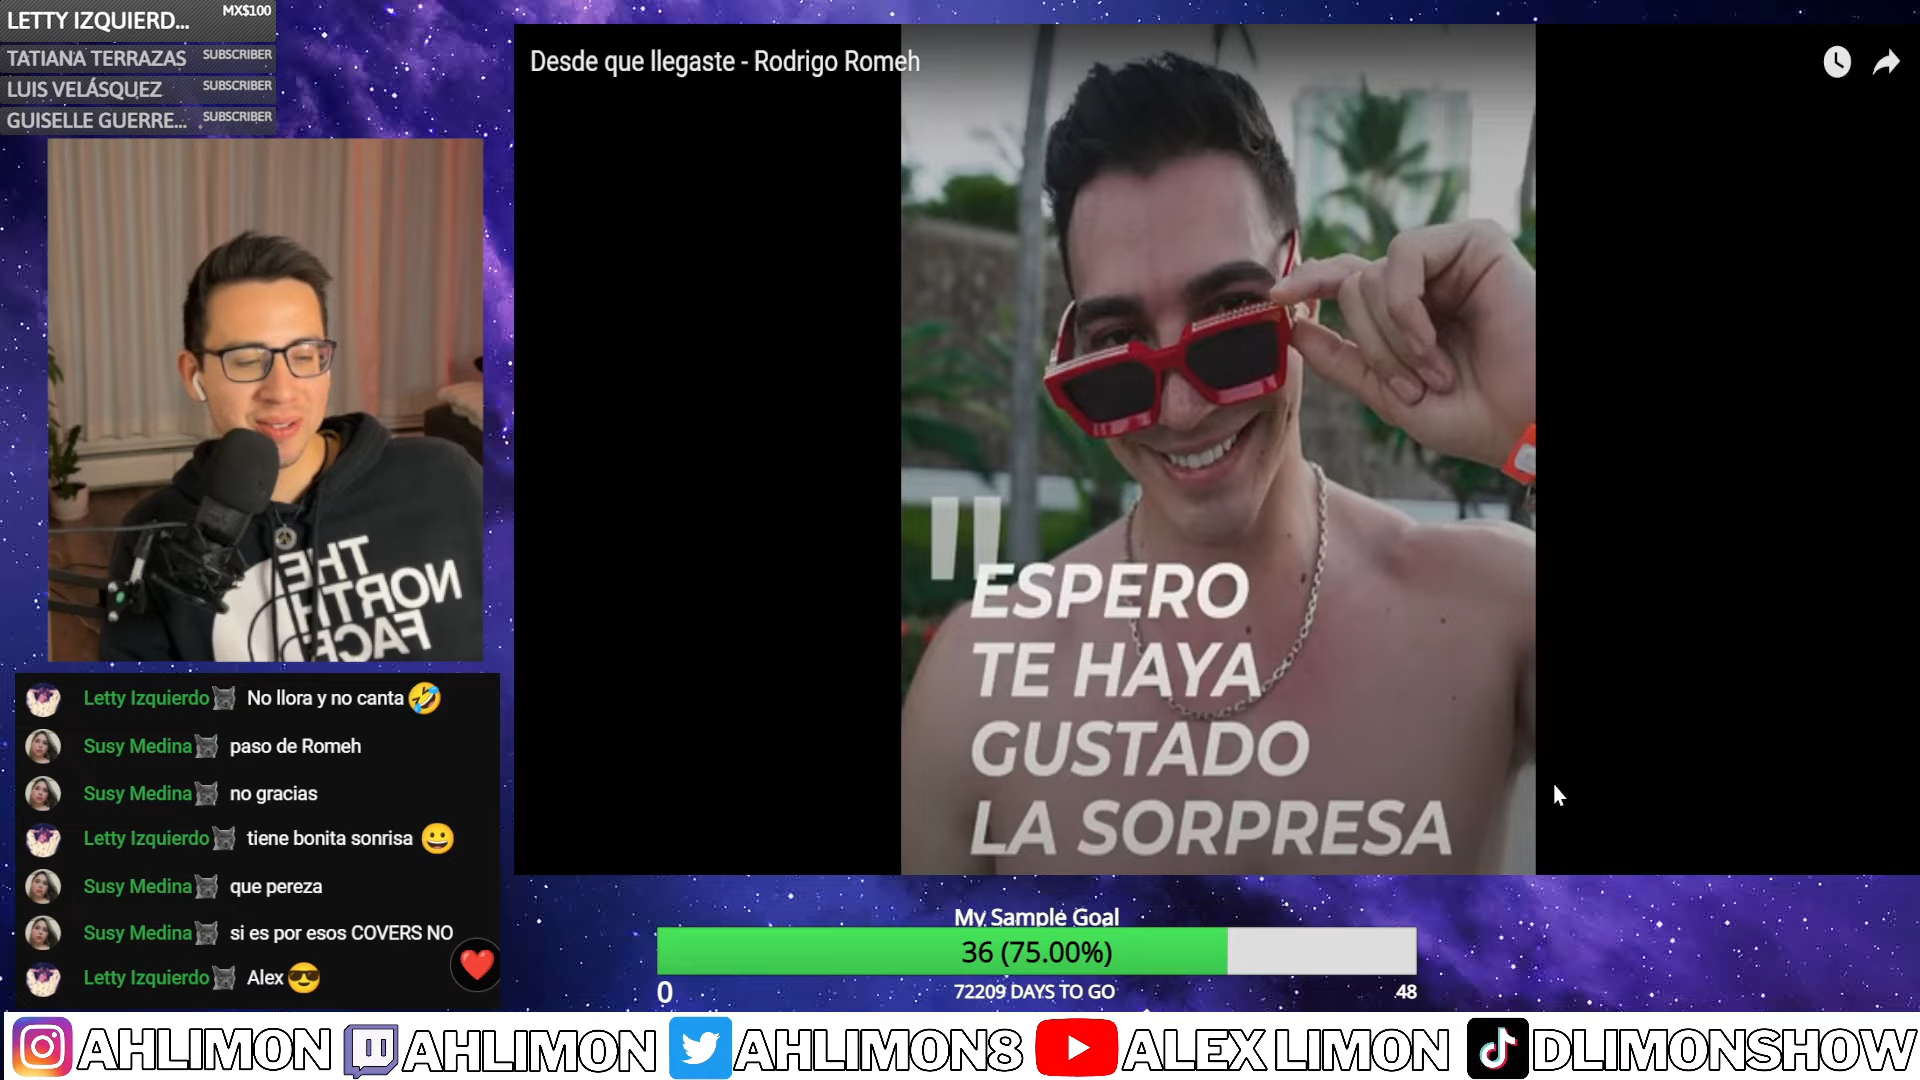 LETTY IZQUIERD... MX$100
TATIANA TERRAZAS SUBSCRIBER
LUIS VELÁSQUEZ SUBSCRIBER
GUISELLE GUERRE... SUBSCRIBER
Desde que llegaste - Rodrigo Romeh
THE
NORTH
FACE
"ESPERO
TE HAYA
GUSTADO
LA SORPRESA
Letty Izquierdo No llora y no canta 🤣
Susy Medina paso de Romeh
Susy Medina no gracias
Letty Izquierdo tiene bonita sonrisa 😀
Susy Medina que pereza
Susy Medina si es por esos COVERS NO
Letty Izquierdo Alex 😎
My Sample Goal
36 (75.00%)
0 72209 DAYS TO GO 48
AHLIMON AHLIMON AHLIMON8 ALEX LIMON DLIMONSHOW